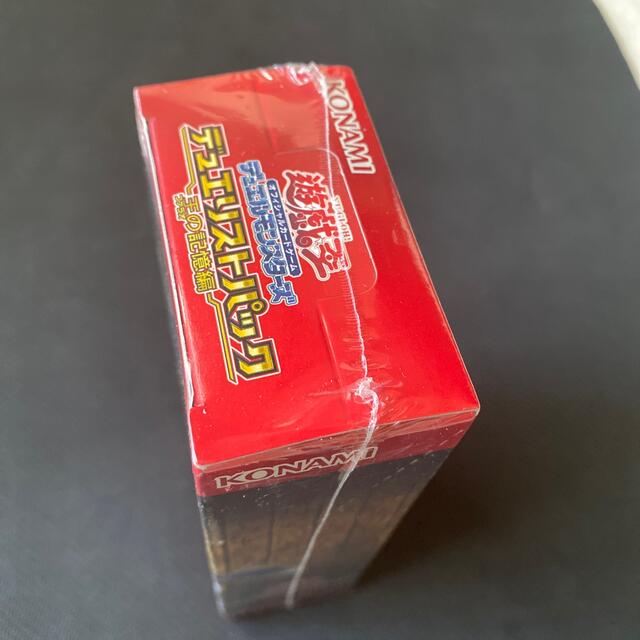 KONAMI
遊戯王
オフィシャルカードゲーム
デュエルモンスターズ
デュエリストパック
王の記憶編
KONAMI